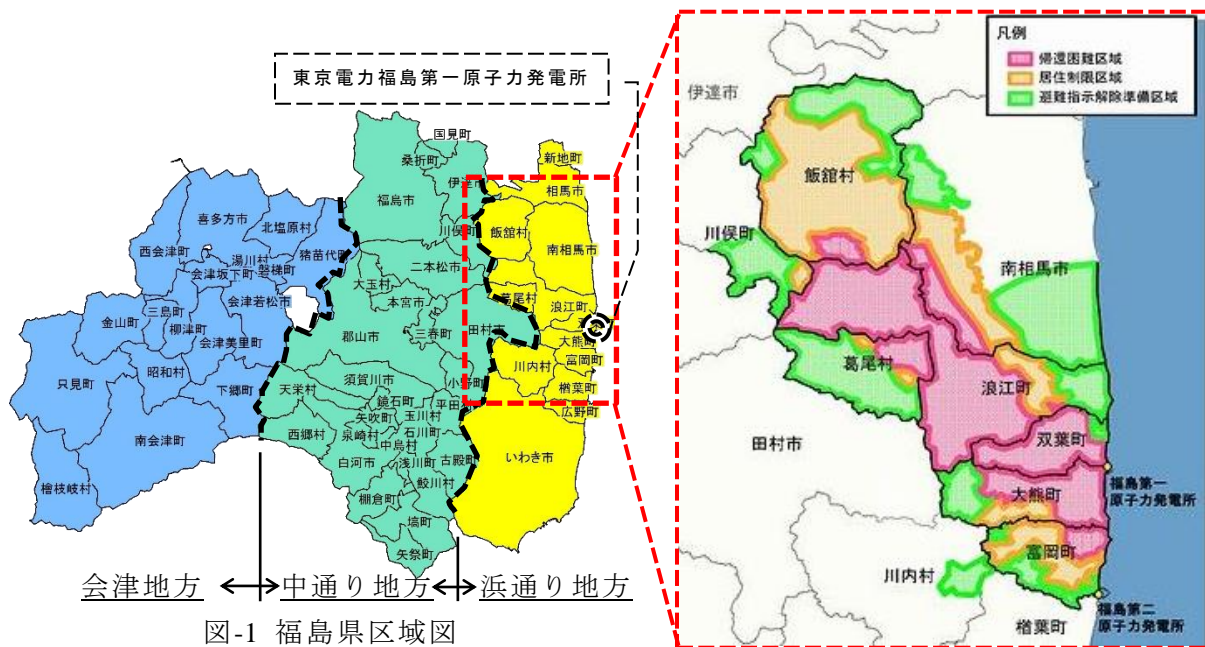 東京電力福島第一原子力発電所
国見町
桑折町
新地町
伊達市
相馬市
福島市
喜多方市
北塩原村
川俣町
飯舘村
南相馬市
西会津町
猪苗代町
湯川村
磐梯町
会津坂下町
二本松市
大玉村
葛尾村
浪江町
会津若松市
本宮市
三島町
金山町
柳津町
三春町
田村市
大熊町
郡山市
会津美里町
川内村
富岡町
昭和村
只見町
須賀川市
小野町
楢葉町
下郷町
天栄村
鏡石町
平田村
広野町
矢吹町
玉川村
南会津町
西郷村
泉崎村
石川町
中島村
いわき市
白河市
浅川町
古殿町
檜枝岐村
鮫川村
棚倉町
塙町
矢祭町
会津地方
中通り地方
浜通り地方
図-1 福島県区域図
凡例
帰還困難区域
居住制限区域
避難指示解除準備区域
伊達市
飯舘村
川俣町
南相馬市
葛尾村
浪江町
田村市
双葉町
大熊町
福島第一
原子力発電所
富岡町
川内村
福島第二
原子力発電所
楢葉町